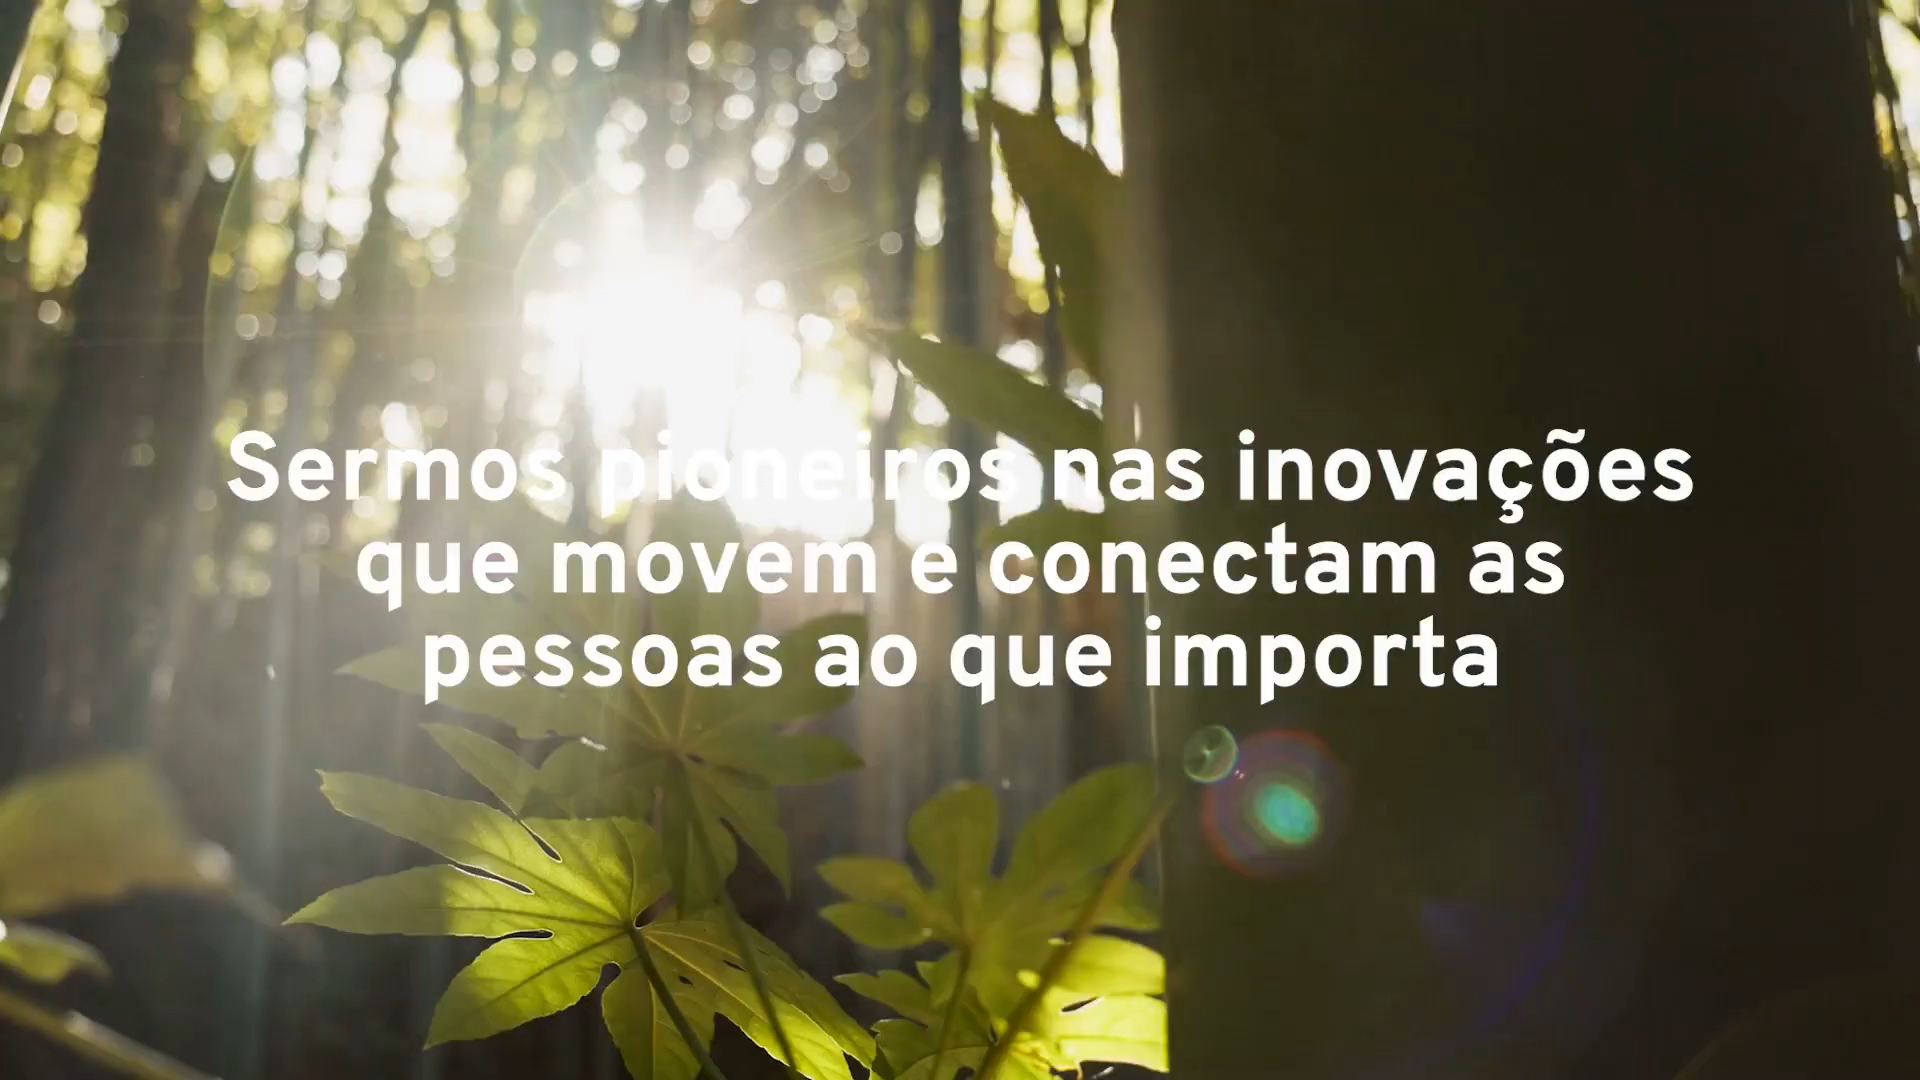 Sermos pioneiros nas inovações
que movem e conectam as
pessoas ao que importa